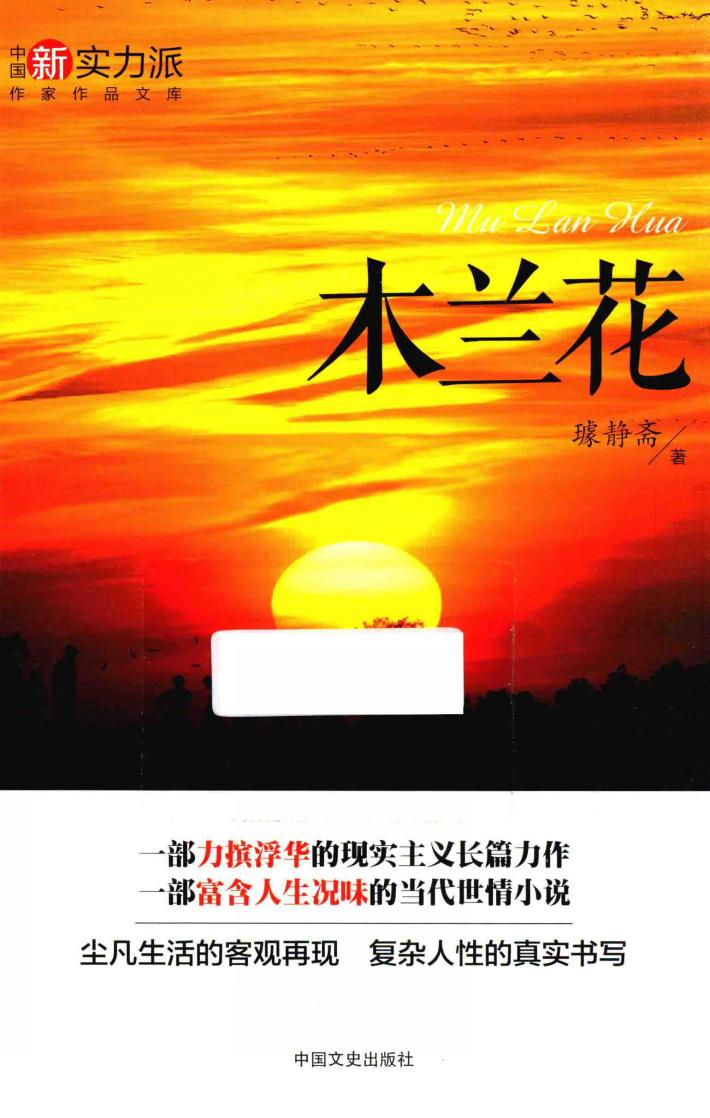 中国新实力派
作家作品文库
Mu Lan Hua
木兰花
璩静斋/著
一部力摈浮华的现实主义长篇力作
一部富含人生况味的当代世情小说
尘凡生活的客观再现 复杂人性的真实书写
中国文史出版社